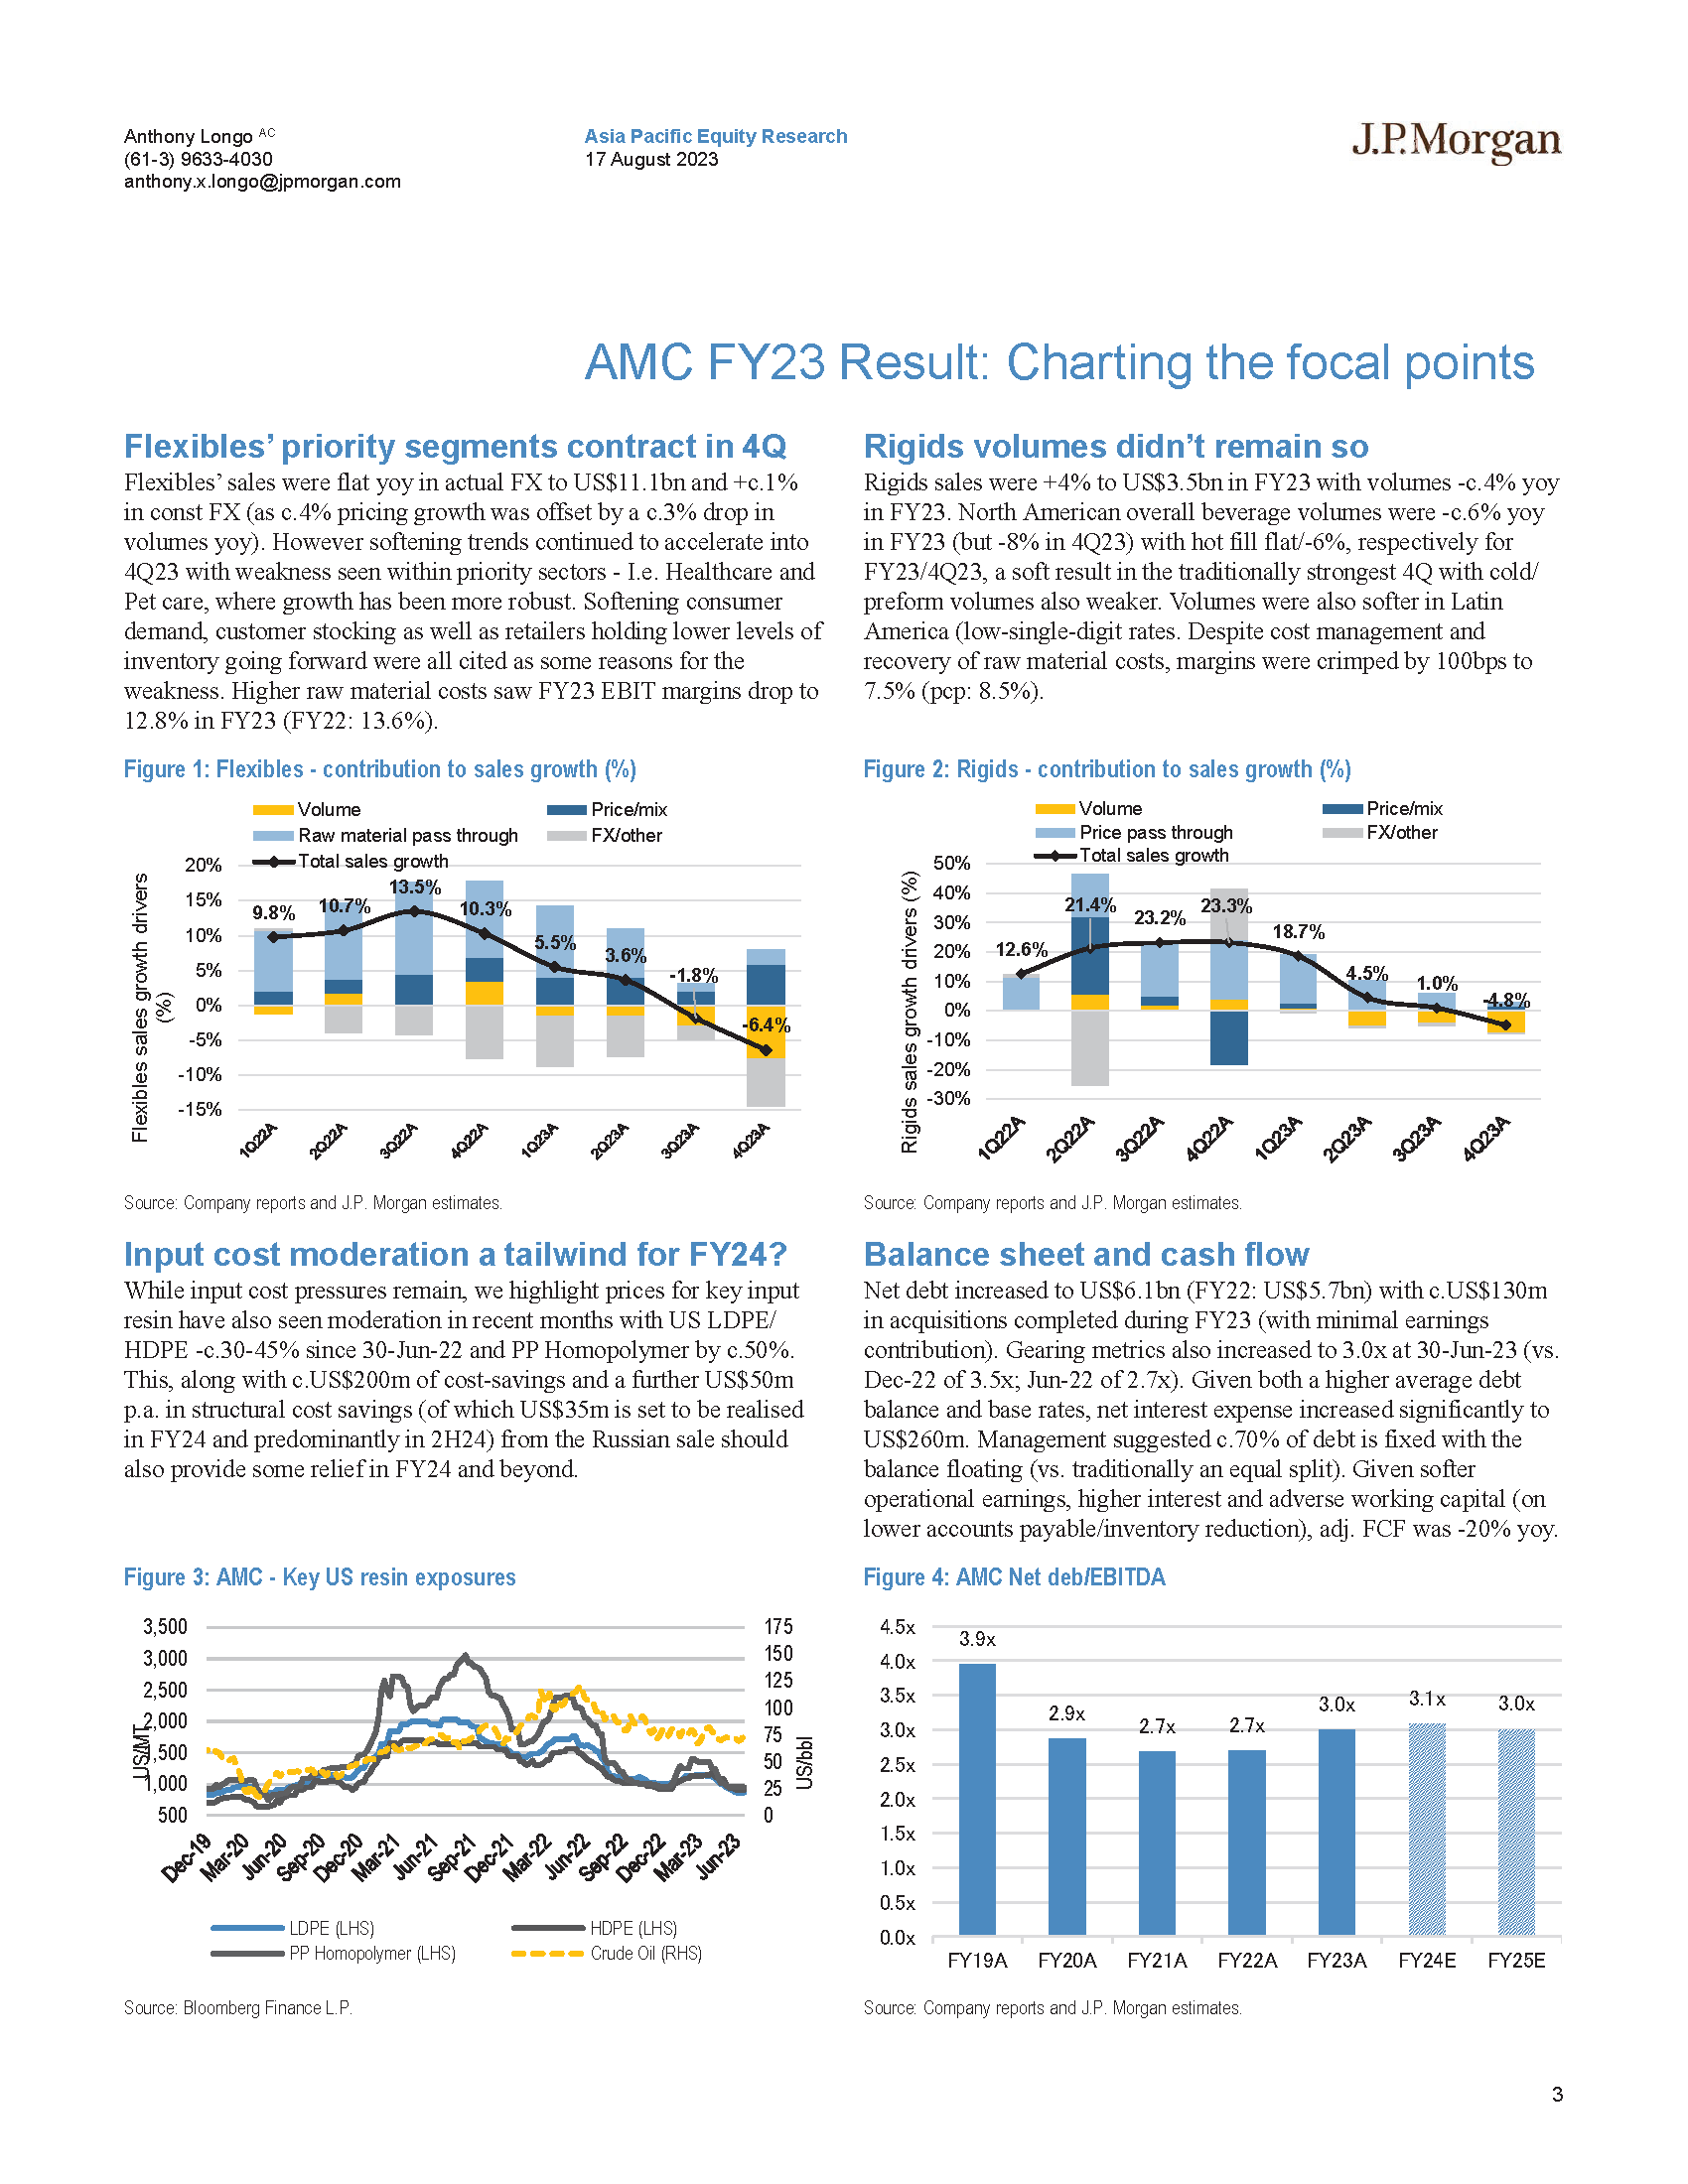 Anthony Longo AC
(61-3) 9633-4030
anthony.x.longo@jpmorgan.com
Asia Pacific Equity Research
17 August 2023
J.P.Morgan
AMC FY23 Result: Charting the focal points
Flexibles’ priority segments contract in 4Q
Flexibles’ sales were flat yoy in actual FX to US$11.1bn and +c.1%
in const FX (as c.4% pricing growth was offset by a c.3% drop in
volumes yoy). However softening trends continued to accelerate into
4Q23 with weakness seen within priority sectors - I.e. Healthcare and
Pet care, where growth has been more robust. Softening consumer
demand, customer stocking as well as retailers holding lower levels of
inventory going forward were all cited as some reasons for the
weakness. Higher raw material costs saw FY23 EBIT margins drop to
12.8% in FY23 (FY22: 13.6%).
Figure 1: Flexibles - contribution to sales growth (%)
Volume
Price/mix
Raw material pass through
FX/other
Total sales growth
Flexibles sales growth drivers
(%)
20%
15%
10%
5%
0%
-5%
-10%
-15%
9.8%
10.7%
13.5%
10.3%
5.5%
3.6%
-1.8%
-6.4%
1Q22A
2Q22A
3Q22A
4Q22A
1Q23A
2Q23A
3Q23A
4Q23A
Source: Company reports and J.P. Morgan estimates.
Rigids volumes didn’t remain so
Rigids sales were +4% to US$3.5bn in FY23 with volumes -c.4% yoy
in FY23. North American overall beverage volumes were -c.6% yoy
in FY23 (but -8% in 4Q23) with hot fill flat/-6%, respectively for
FY23/4Q23, a soft result in the traditionally strongest 4Q with cold/
preform volumes also weaker. Volumes were also softer in Latin
America (low-single-digit rates. Despite cost management and
recovery of raw material costs, margins were crimped by 100bps to
7.5% (pcp: 8.5%).
Figure 2: Rigids - contribution to sales growth (%)
Volume
Price/mix
Price pass through
FX/other
Total sales growth
Rigids sales growth drivers (%)
50%
40%
30%
20%
10%
0%
-10%
-20%
-30%
12.6%
21.4%
23.2%
23.3%
18.7%
4.5%
1.0%
-4.8%
1Q22A
2Q22A
3Q22A
4Q22A
1Q23A
2Q23A
3Q23A
4Q23A
Source: Company reports and J.P. Morgan estimates.
Input cost moderation a tailwind for FY24?
While input cost pressures remain, we highlight prices for key input
resin have also seen moderation in recent months with US LDPE/
HDPE -c.30-45% since 30-Jun-22 and PP Homopolymer by c.50%.
This, along with c.US$200m of cost-savings and a further US$50m
p.a. in structural cost savings (of which US$35m is set to be realised
in FY24 and predominantly in 2H24) from the Russian sale should
also provide some relief in FY24 and beyond.
Figure 3: AMC - Key US resin exposures
US/MT
3,500
3,000
2,500
2,000
1,500
1,000
500
175
150
125
100
75
50
25
0
US/bbl
Dec-19
Mar-20
Jun-20
Sep-20
Dec-20
Mar-21
Jun-21
Sep-21
Dec-21
Mar-22
Jun-22
Sep-22
Dec-22
Mar-23
Jun-23
LDPE (LHS)
HDPE (LHS)
PP Homopolymer (LHS)
Crude Oil (RHS)
Source: Bloomberg Finance L.P.
Balance sheet and cash flow
Net debt increased to US$6.1bn (FY22: US$5.7bn) with c.US$130m
in acquisitions completed during FY23 (with minimal earnings
contribution). Gearing metrics also increased to 3.0x at 30-Jun-23 (vs.
Dec-22 of 3.5x; Jun-22 of 2.7x). Given both a higher average debt
balance and base rates, net interest expense increased significantly to
US$260m. Management suggested c.70% of debt is fixed with the
balance floating (vs. traditionally an equal split). Given softer
operational earnings, higher interest and adverse working capital (on
lower accounts payable/inventory reduction), adj. FCF was -20% yoy.
Figure 4: AMC Net deb/EBITDA
4.5x
4.0x
3.5x
3.0x
2.5x
2.0x
1.5x
1.0x
0.5x
0.0x
3.9x
2.9x
2.7x
2.7x
3.0x
3.1x
3.0x
FY19A
FY20A
FY21A
FY22A
FY23A
FY24E
FY25E
Source: Company reports and J.P. Morgan estimates.
3